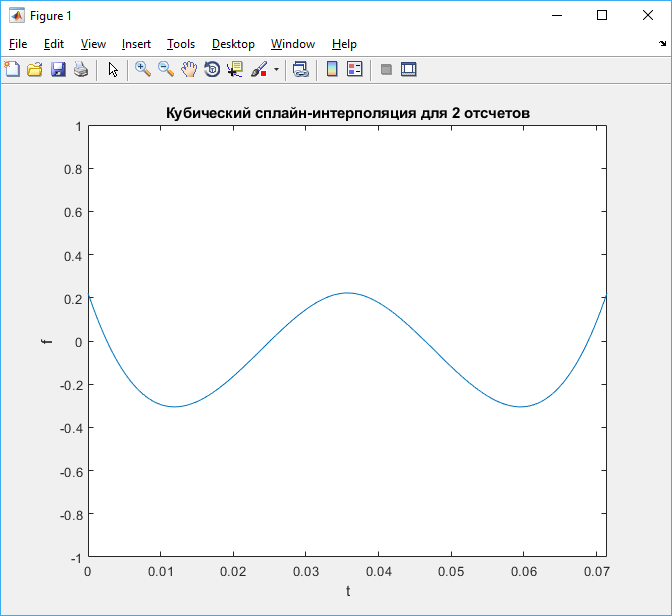 Figure 1
File Edit View Insert Tools Desktop Window Help
Кубический сплайн-интерполяция для 2 отсчетов
1
0.8
0.6
0.4
0.2
0
-0.2
-0.4
-0.6
-0.8
-1
f
0 0.01 0.02 0.03 0.04 0.05 0.06 0.07
t